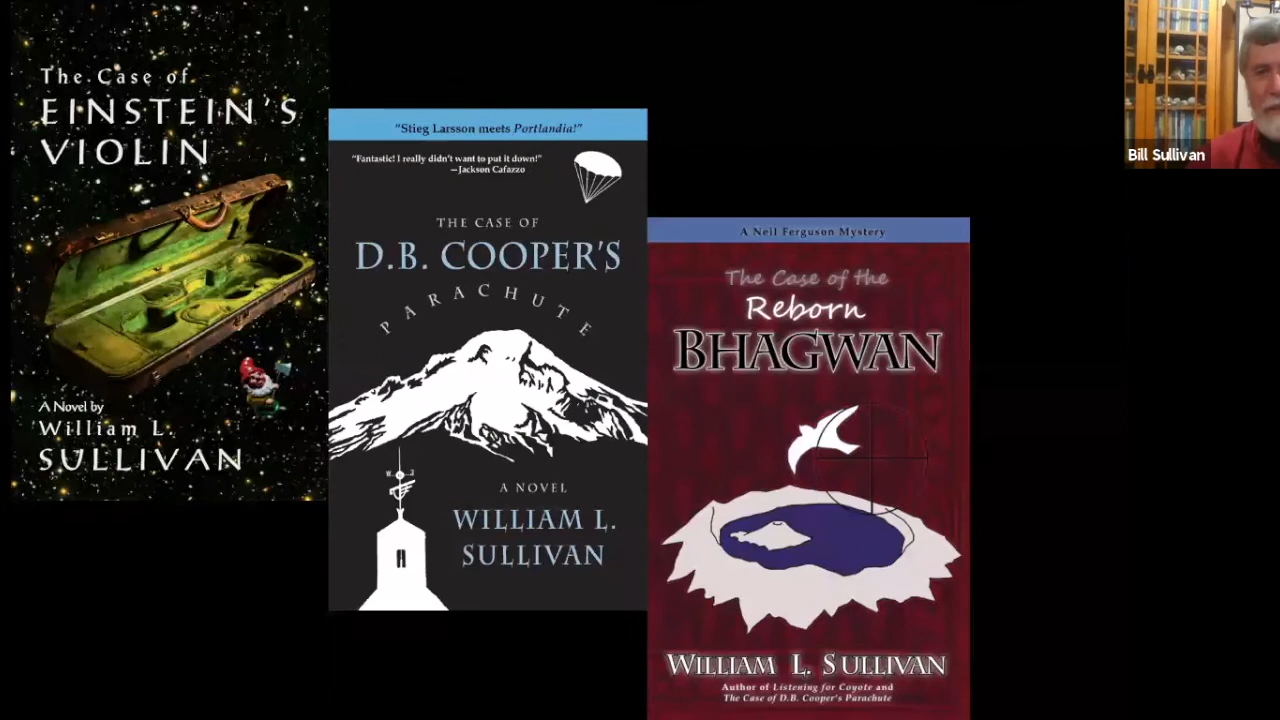 The Case of
EINSTEIN'S
VIOLIN
A Novel by
William L.
SULLIVAN
"Stieg Larsson meets Portlandia!"
"Fantastic! I really didn't want to put it down!"
—Jackson Cafazzo
THE CASE OF
D.B. COOPER'S
PARACHUTE
W
A NOVEL
WILLIAM L.
SULLIVAN
A Neil Ferguson Mystery
The Case of the
Reborn
BHAGWAN
WILLIAM L. SULLIVAN
Author of Listening for Coyote and
The Case of D.B. Cooper's Parachute
Bill Sullivan